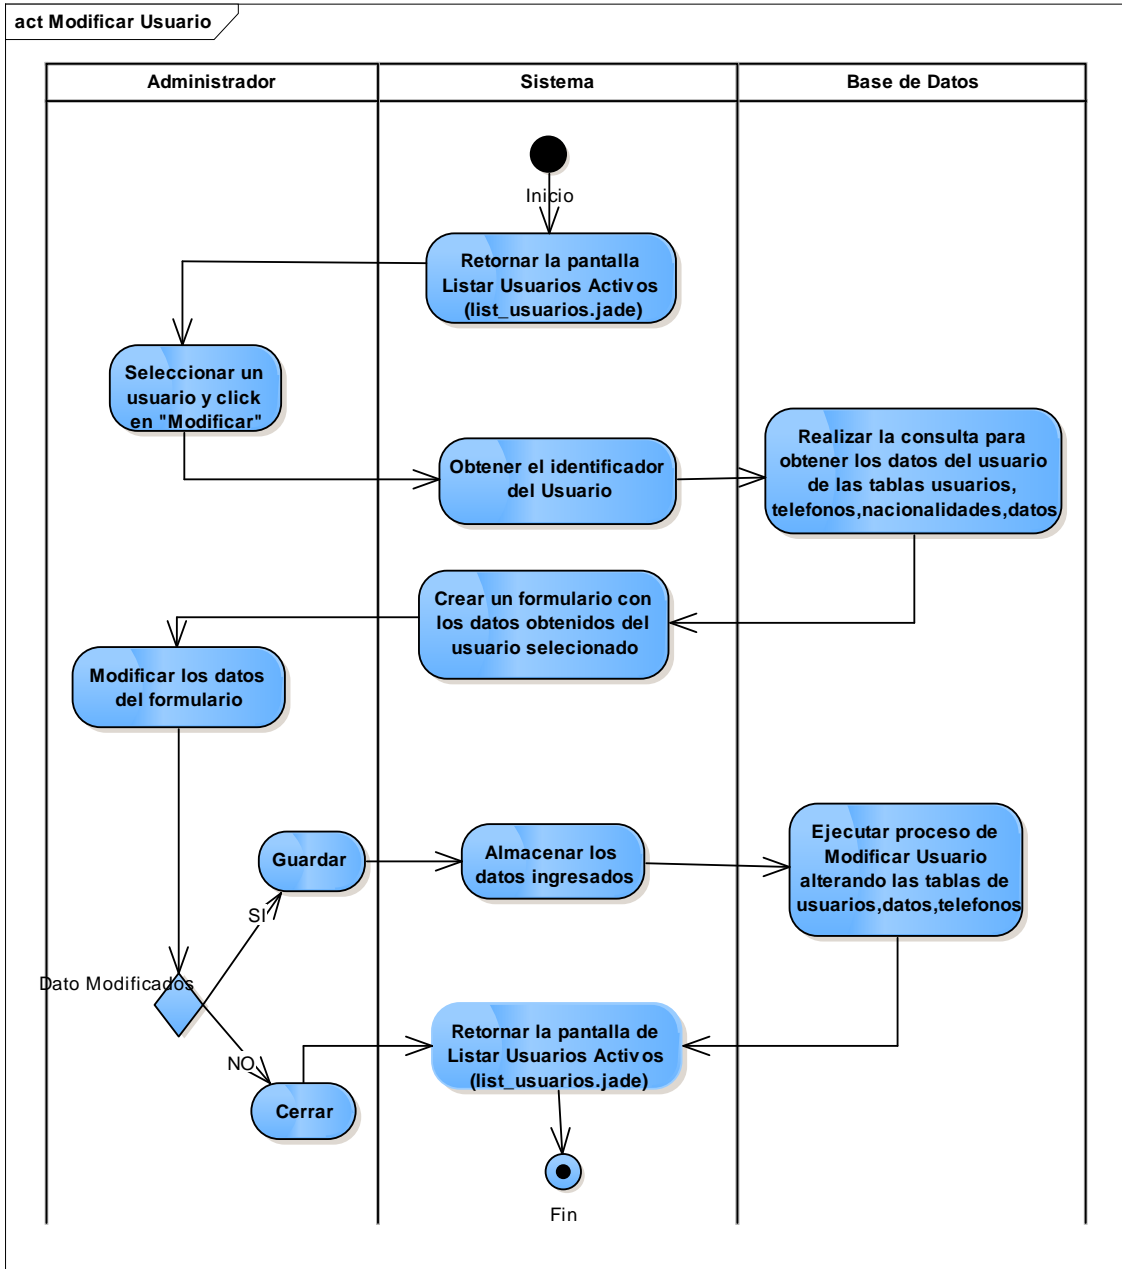 act Modificar Usuario
Administrador
Sistema
Base de Datos
Inicio
Retornar la pantalla
Listar Usuarios Activos
(list_usuarios.jade)
Seleccionar un
usuario y click
en "Modificar"
Obtener el identificador
del Usuario
Realizar la consulta para
obtener los datos del usuario
de las tablas usuarios,
telefonos,nacionalidades,datos
Crear un formulario con
los datos obtenidos del
usuario selecionado
Modificar los datos
del formulario
Guardar
Almacenar los
datos ingresados
Ejecutar proceso de
Modificar Usuario
alterando las tablas de
usuarios,datos,telefonos
SI
Dato Modificados
NO
Cerrar
Retornar la pantalla de
Listar Usuarios Activos
(list_usuarios.jade)
Fin